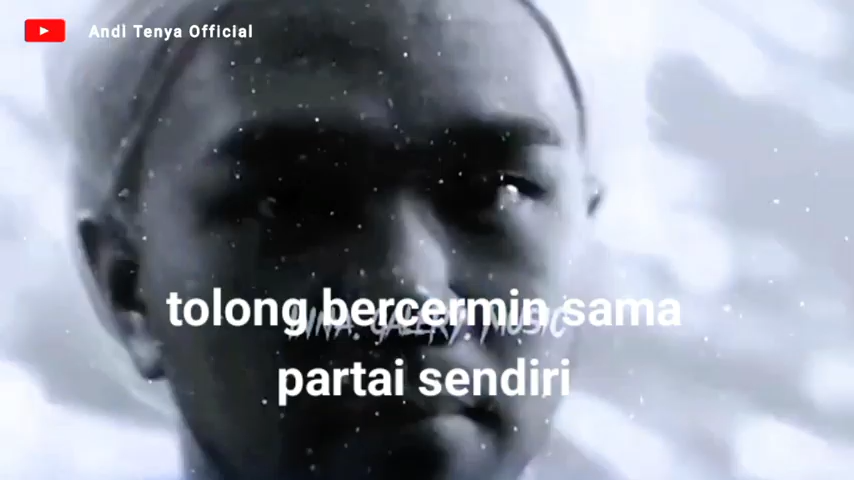 Andi Tenya Official
tolong bercermin sama
partai sendiri